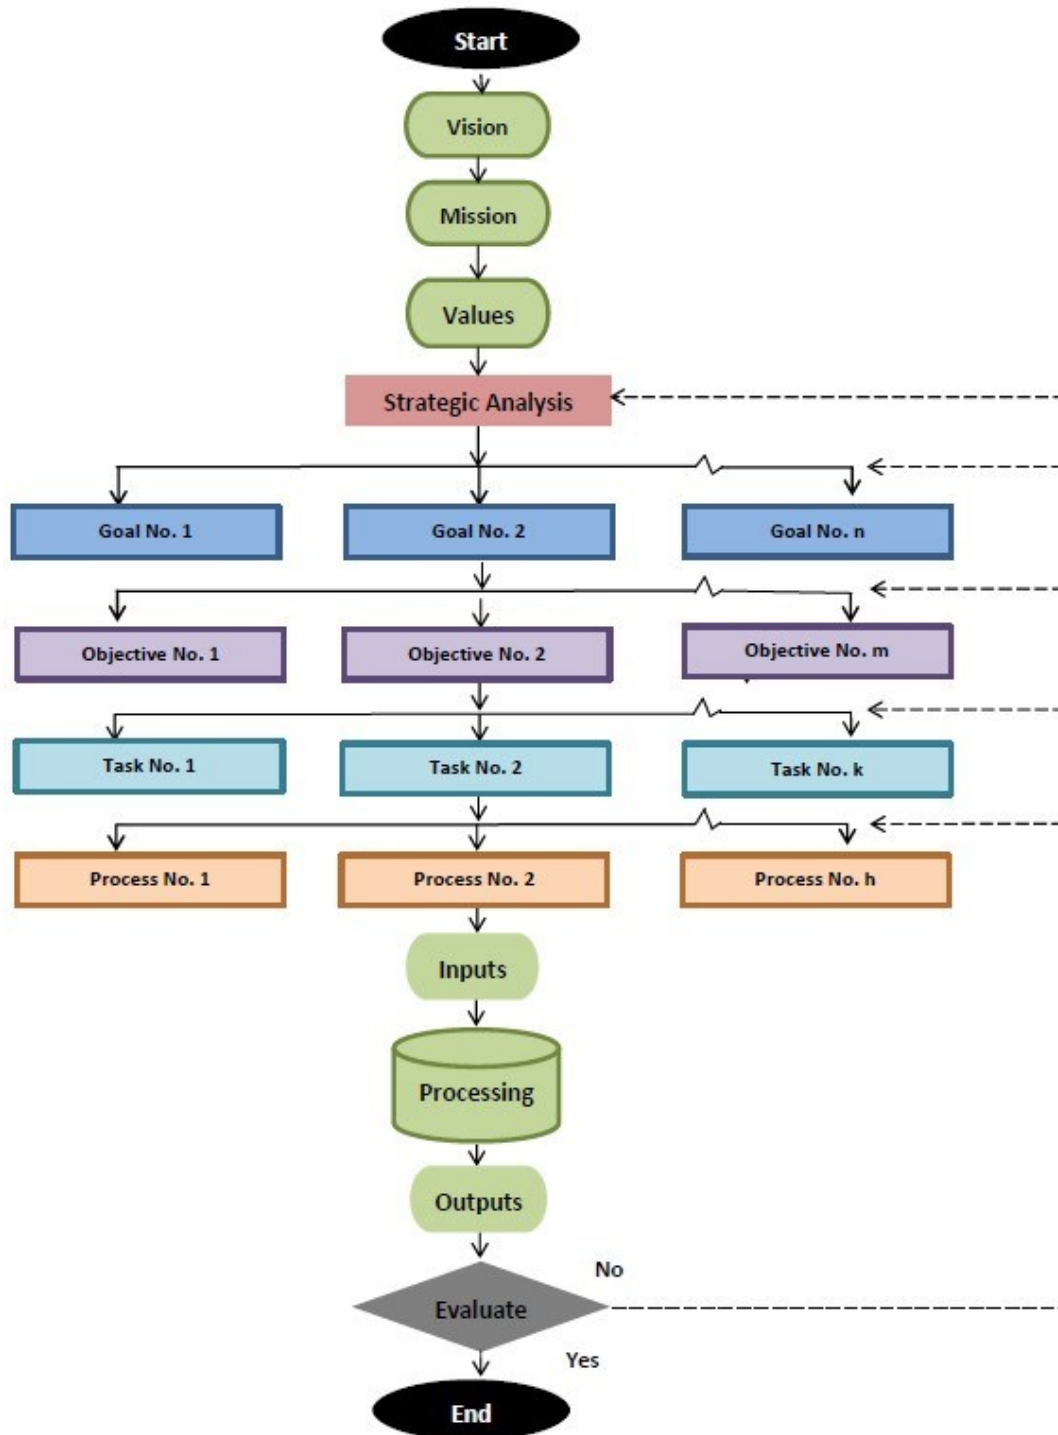 Start
Vision
Mission
Values
Strategic Analysis
Goal No. 1
Goal No. 2
Goal No. n
Objective No. 1
Objective No. 2
Objective No. m
Task No. 1
Task No. 2
Task No. k
Process No. 1
Process No. 2
Process No. h
Inputs
Processing
Outputs
No
Evaluate
Yes
End